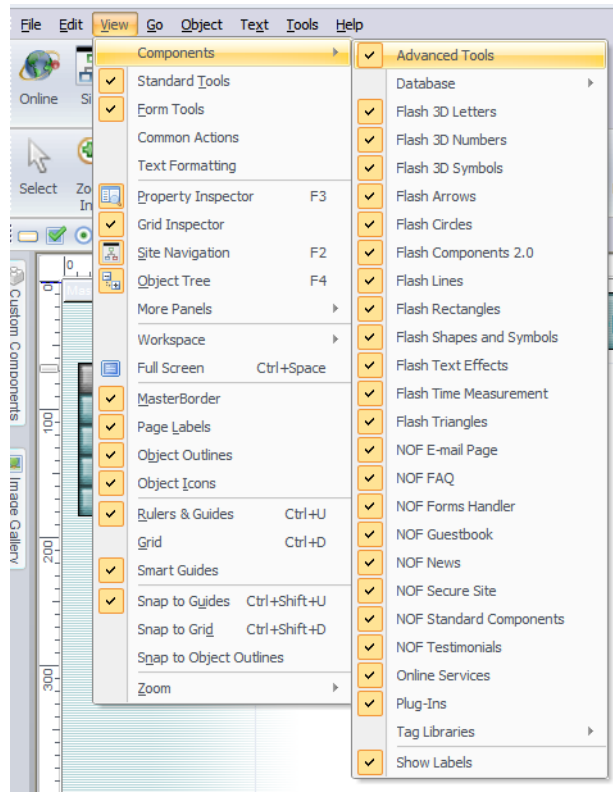 File Edit View Go Object Text Tools Help
Components
Standard Tools
Form Tools
Common Actions
Text Formatting
Property Inspector F3
Grid Inspector
Site Navigation F2
Object Tree F4
More Panels
Workspace
Full Screen Ctrl+Space
MasterBorder
Page Labels
Object Outlines
Object Icons
Rulers & Guides Ctrl+U
Grid Ctrl+D
Smart Guides
Snap to Guides Ctrl+Shift+U
Snap to Grid Ctrl+Shift+D
Snap to Object Outlines
Zoom
Advanced Tools
Database
Flash 3D Letters
Flash 3D Numbers
Flash 3D Symbols
Flash Arrows
Flash Circles
Flash Components 2.0
Flash Lines
Flash Rectangles
Flash Shapes and Symbols
Flash Text Effects
Flash Time Measurement
Flash Triangles
NOF E-mail Page
NOF FAQ
NOF Forms Handler
NOF Guestbook
NOF News
NOF Secure Site
NOF Standard Components
NOF Testimonials
Online Services
Plug-Ins
Tag Libraries
Show Labels
Online Si
Select Zo
In
Custom Components
Image Gallery
0
0
100
200
300